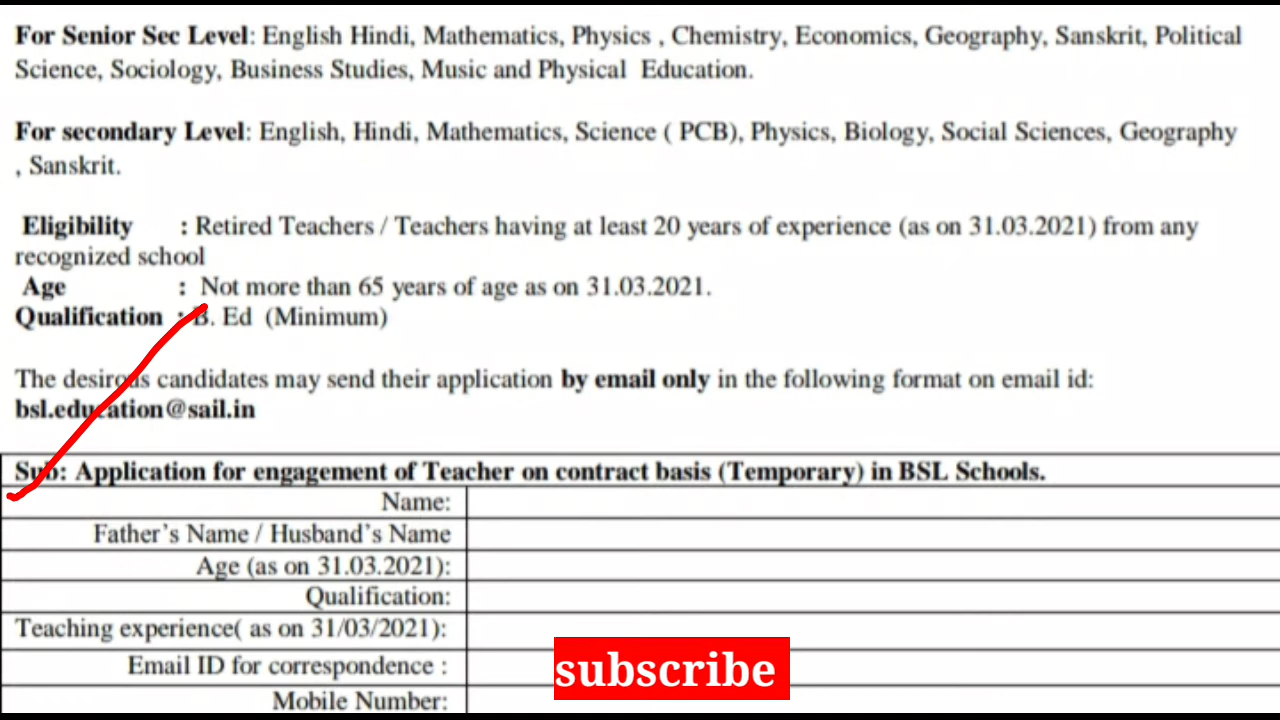 For Senior Sec Level: English Hindi, Mathematics, Physics , Chemistry, Economics, Geography, Sanskrit, Political
Science, Sociology, Business Studies, Music and Physical Education.
For secondary Level: English, Hindi, Mathematics, Science ( PCB), Physics, Biology, Social Sciences, Geography
, Sanskrit.
Eligibility : Retired Teachers / Teachers having at least 20 years of experience (as on 31.03.2021) from any
recognized school
Age : Not more than 65 years of age as on 31.03.2021.
Qualification : B. Ed (Minimum)
The desirous candidates may send their application by email only in the following format on email id:
bsl.education@sail.in
Sub: Application for engagement of Teacher on contract basis (Temporary) in BSL Schools.
Name:
Father's Name / Husband's Name
Age (as on 31.03.2021):
Qualification:
Teaching experience( as on 31/03/2021):
Email ID for correspondence :
Mobile Number:
subscribe